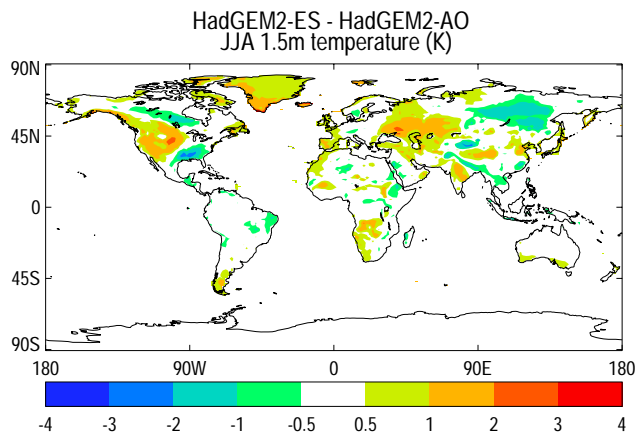 HadGEM2-ES - HadGEM2-AO
JJA 1.5m temperature (K)
90N
45N
0
45S
90S
180 90W 0 90E 180
-4 -3 -2 -1 -0.5 0.5 1 2 3 4